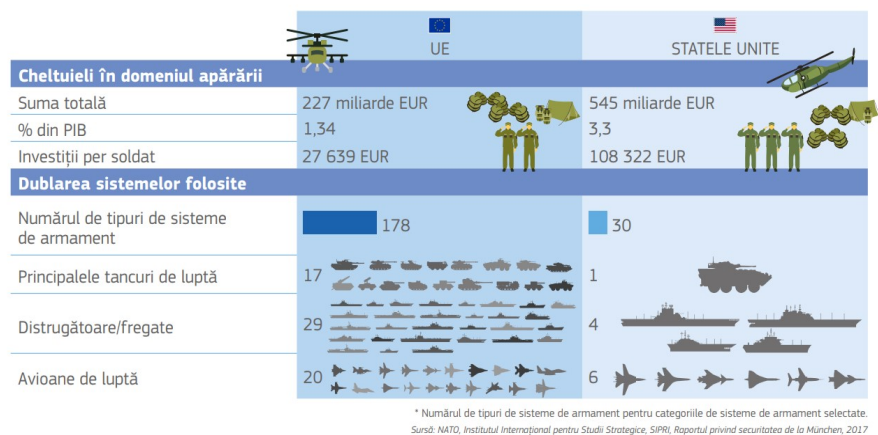 UE STATELE UNITE
Cheltuieli în domeniul apărării
Suma totală 227 miliarde EUR 545 miliarde EUR
% din PIB 1,34 3,3
Investiții per soldat 27 639 EUR 108 322 EUR
Dublarea sistemelor folosite
Numărul de tipuri de sisteme
de armament 178 30
Principalele tancuri de luptă 17 1
Distrugătoare/fregate 29 4
Avioane de luptă 20 6
* Numărul de tipuri de sisteme de armament pentru categoriile de sisteme de armament selectate.
Sursă: NATO, Institutul Internațional pentru Studii Strategice, SIPRI, Raportul privind securitatea de la München, 2017